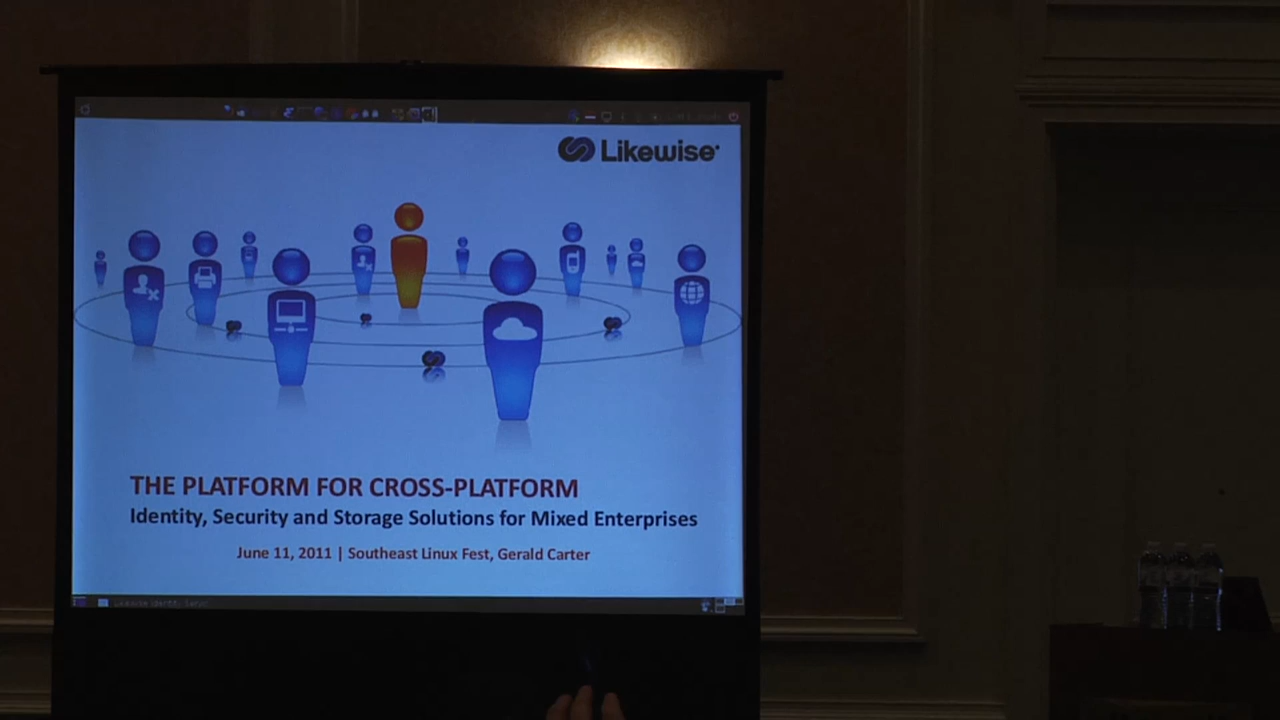 Likewise
THE PLATFORM FOR CROSS-PLATFORM
Identity, Security and Storage Solutions for Mixed Enterprises
June 11, 2011 | Southeast Linux Fest, Gerald Carter